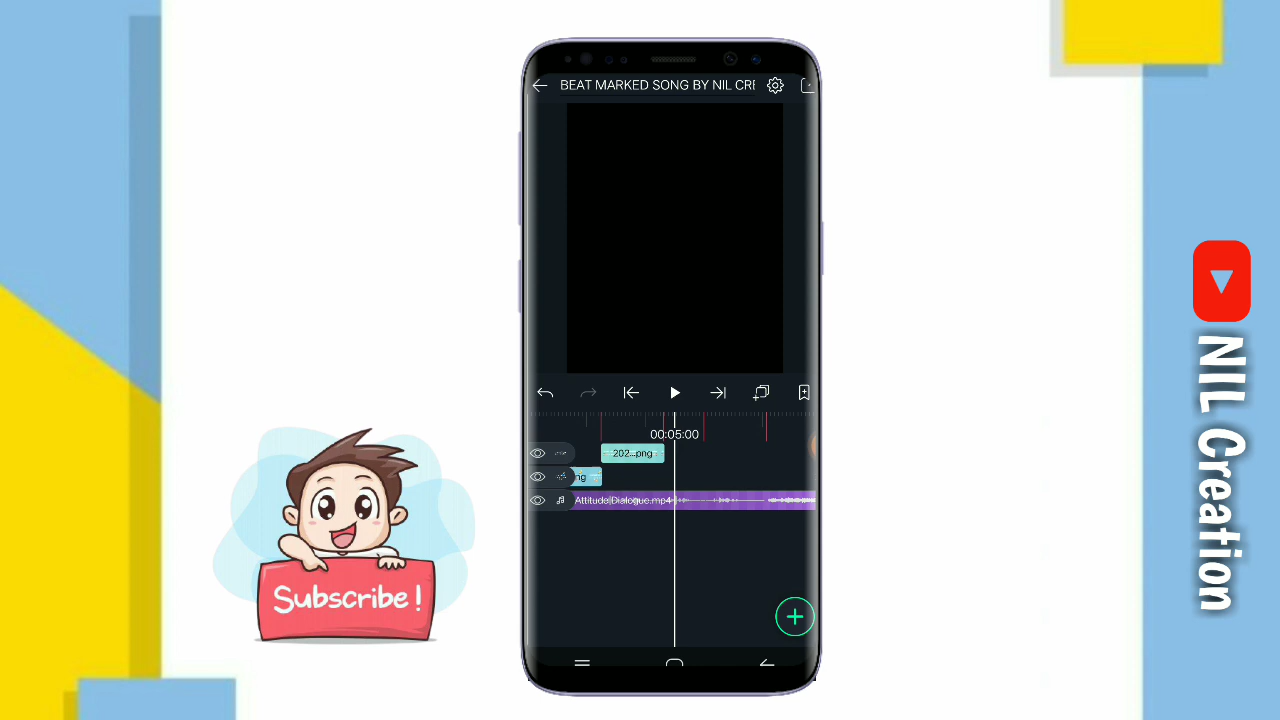 BEAT MARKED SONG BY NIL CRE
00:05:00
202...png
ng
Attitude|Dialogue.mp4
Subscribe!
NIL Creation